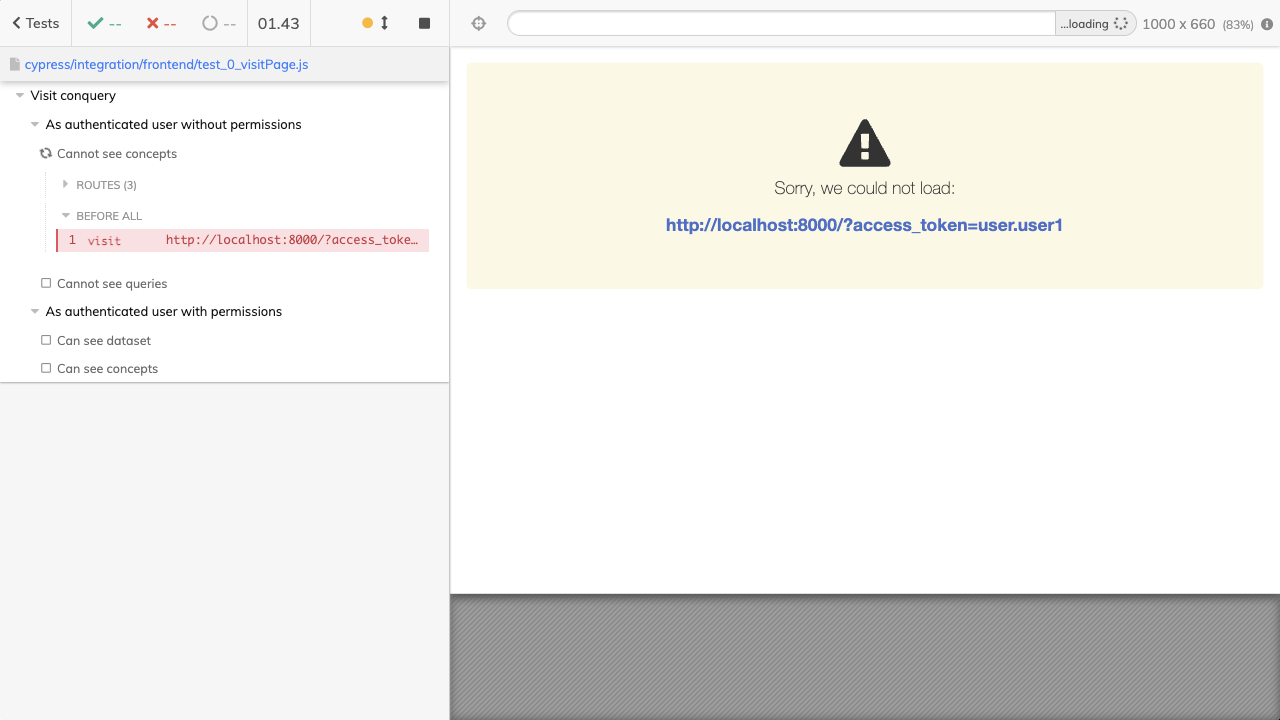 Tests -- -- -- 01.43
...loading 1000 x 660 (83%)
cypress/integration/frontend/test_0_visitPage.js
Visit conquery
As authenticated user without permissions
Cannot see concepts
ROUTES (3)
BEFORE ALL
1 visit http://localhost:8000/?access_toke…
Cannot see queries
As authenticated user with permissions
Can see dataset
Can see concepts
Sorry, we could not load:
http://localhost:8000/?access_token=user.user1